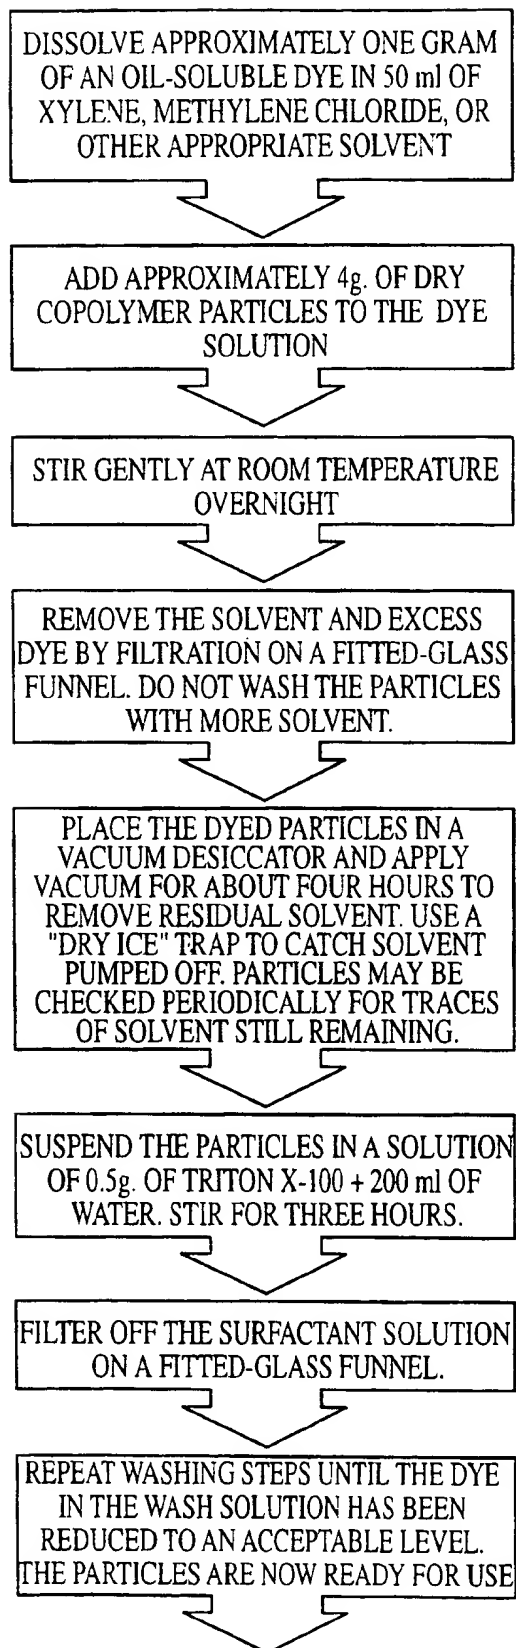 DISSOLVE APPROXIMATELY ONE GRAM
OF AN OIL-SOLUBLE DYE IN 50 ml OF
XYLENE, METHYLENE CHLORIDE, OR
OTHER APPROPRIATE SOLVENT
ADD APPROXIMATELY 4g. OF DRY
COPOLYMER PARTICLES TO THE DYE
SOLUTION
STIR GENTLY AT ROOM TEMPERATURE
OVERNIGHT
REMOVE THE SOLVENT AND EXCESS
DYE BY FILTRATION ON A FITTED-GLASS
FUNNEL. DO NOT WASH THE PARTICLES
WITH MORE SOLVENT.
PLACE THE DYED PARTICLES IN A
VACUUM DESICCATOR AND APPLY
VACUUM FOR ABOUT FOUR HOURS TO
REMOVE RESIDUAL SOLVENT. USE A
"DRY ICE" TRAP TO CATCH SOLVENT
PUMPED OFF. PARTICLES MAY BE
CHECKED PERIODICALLY FOR TRACES
OF SOLVENT STILL REMAINING.
SUSPEND THE PARTICLES IN A SOLUTION
OF 0.5g. OF TRITON X-100 + 200 ml OF
WATER. STIR FOR THREE HOURS.
FILTER OFF THE SURFACTANT SOLUTION
ON A FITTED-GLASS FUNNEL.
REPEAT WASHING STEPS UNTIL THE DYE
IN THE WASH SOLUTION HAS BEEN
REDUCED TO AN ACCEPTABLE LEVEL.
THE PARTICLES ARE NOW READY FOR USE